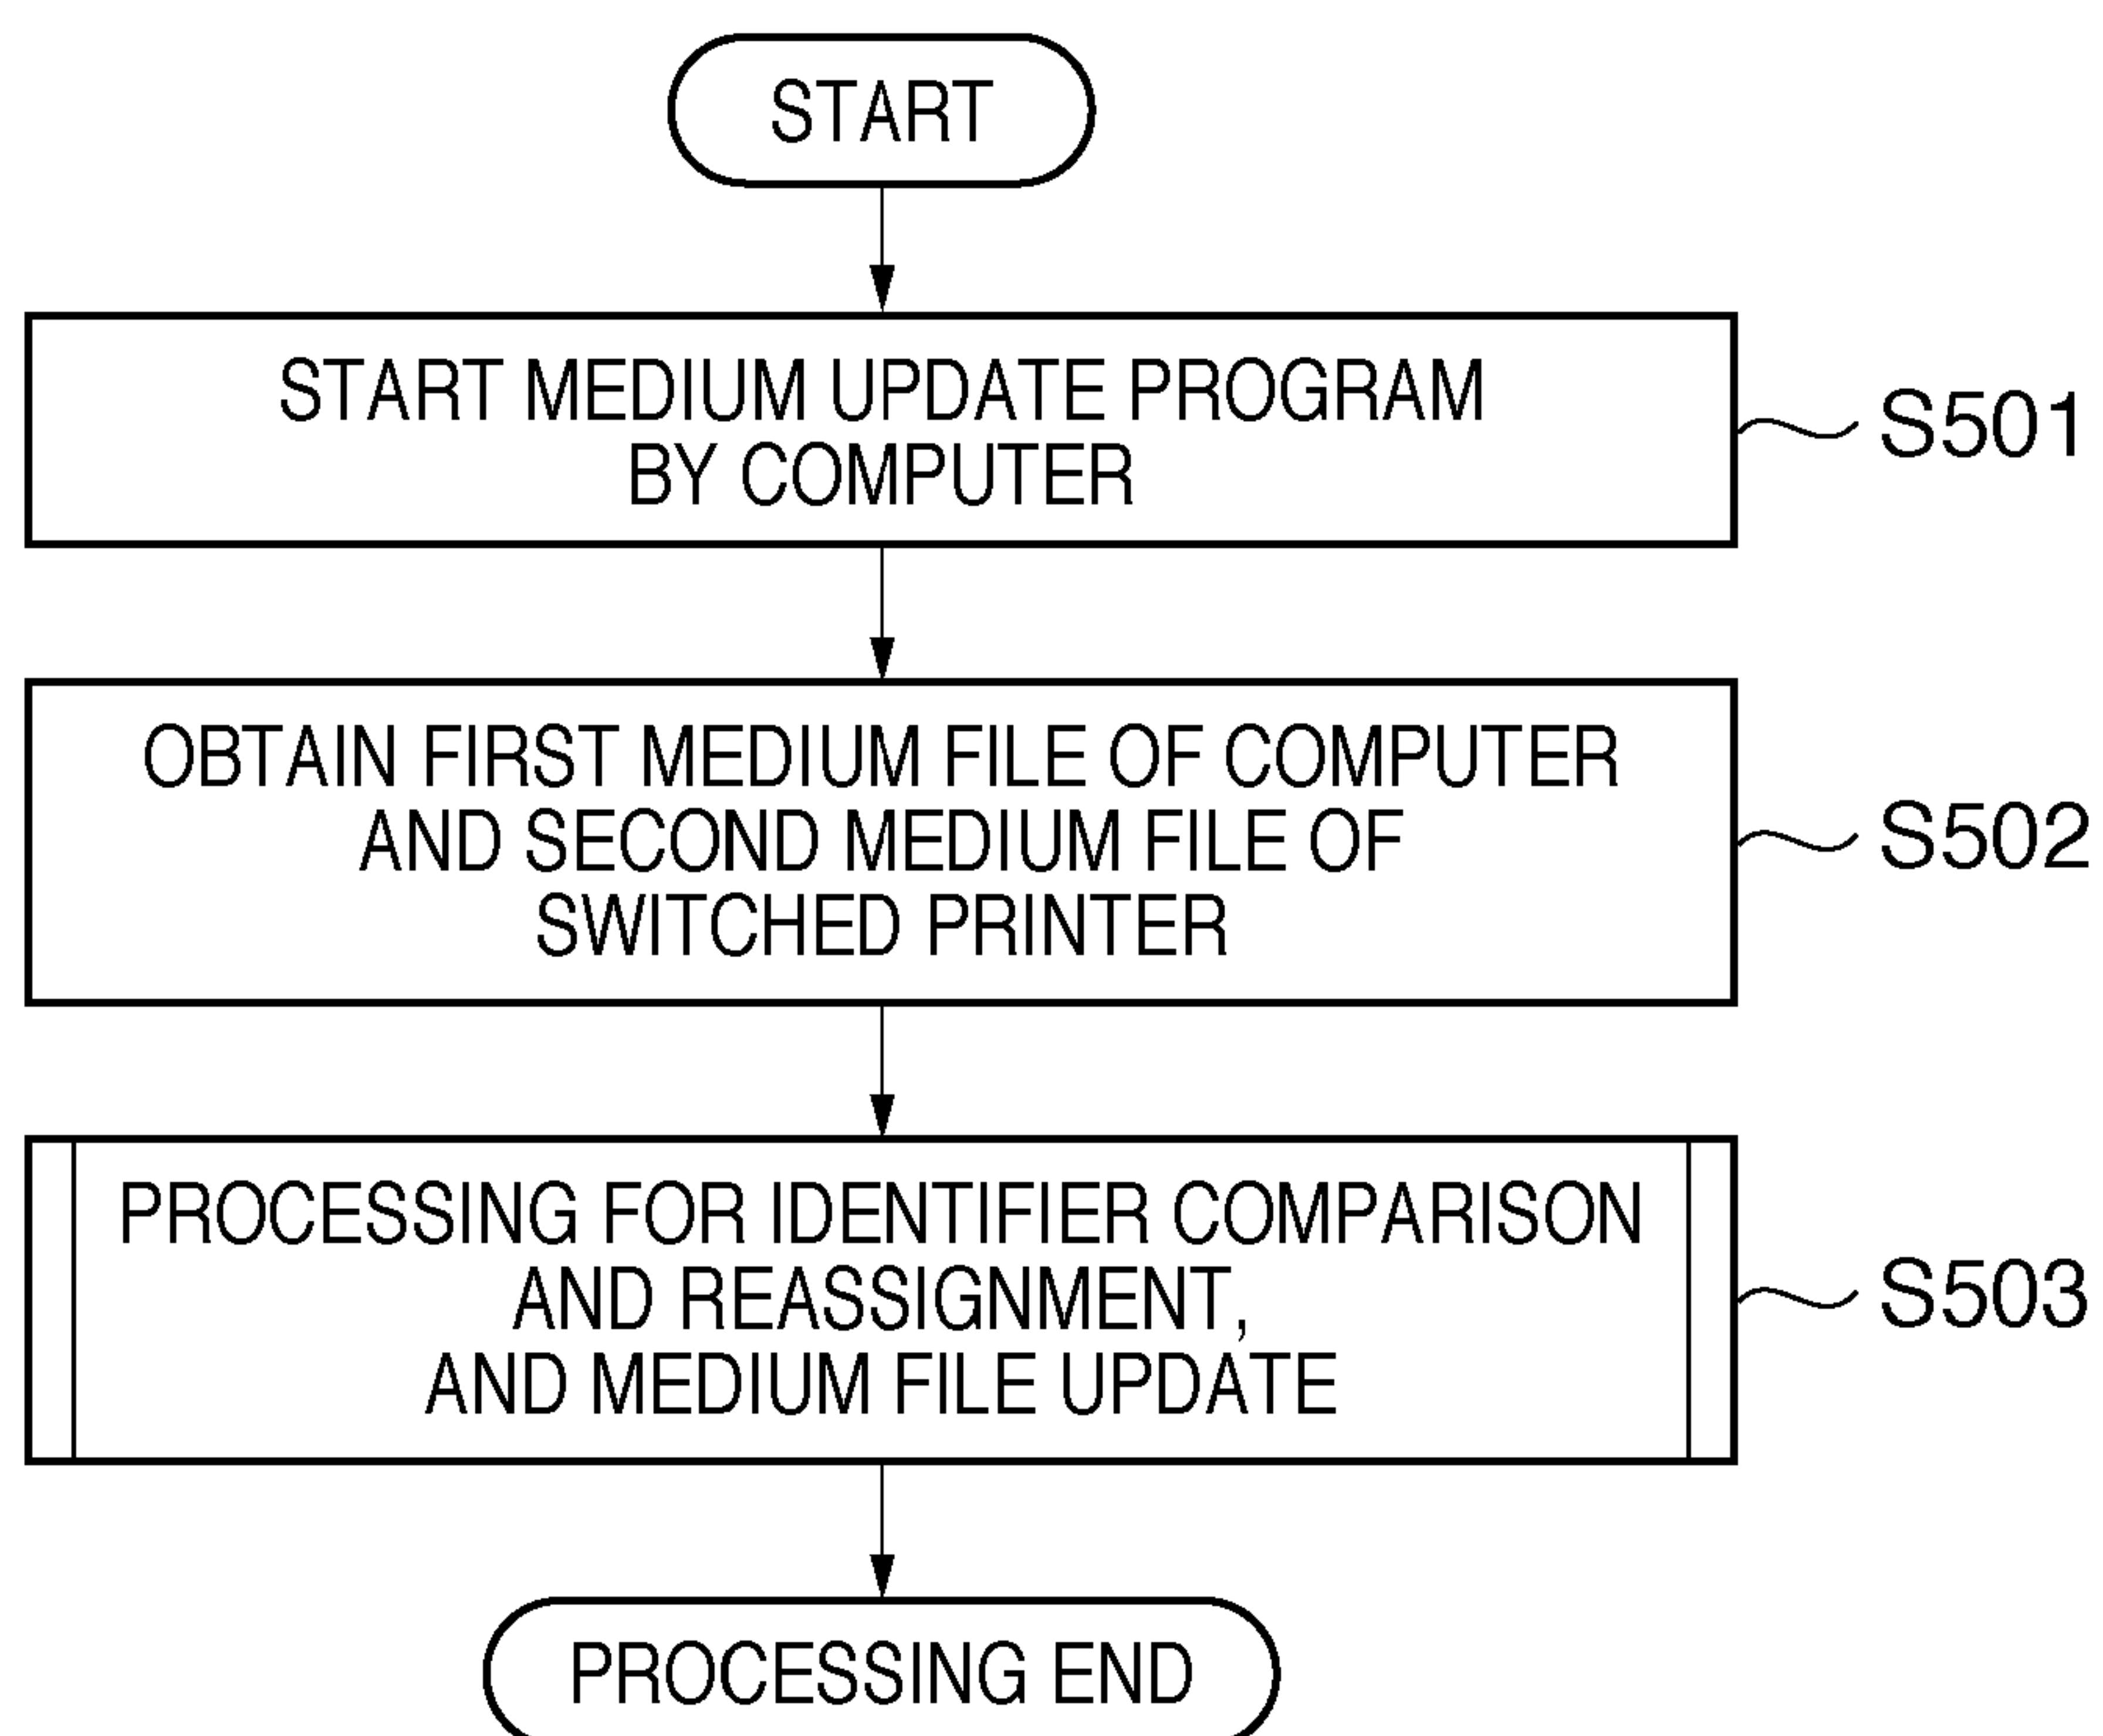 START
START MEDIUM UPDATE PROGRAM
BY COMPUTER
S501
OBTAIN FIRST MEDIUM FILE OF COMPUTER
AND SECOND MEDIUM FILE OF
SWITCHED PRINTER
S502
PROCESSING FOR IDENTIFIER COMPARISON
AND REASSIGNMENT,
AND MEDIUM FILE UPDATE
S503
PROCESSING END